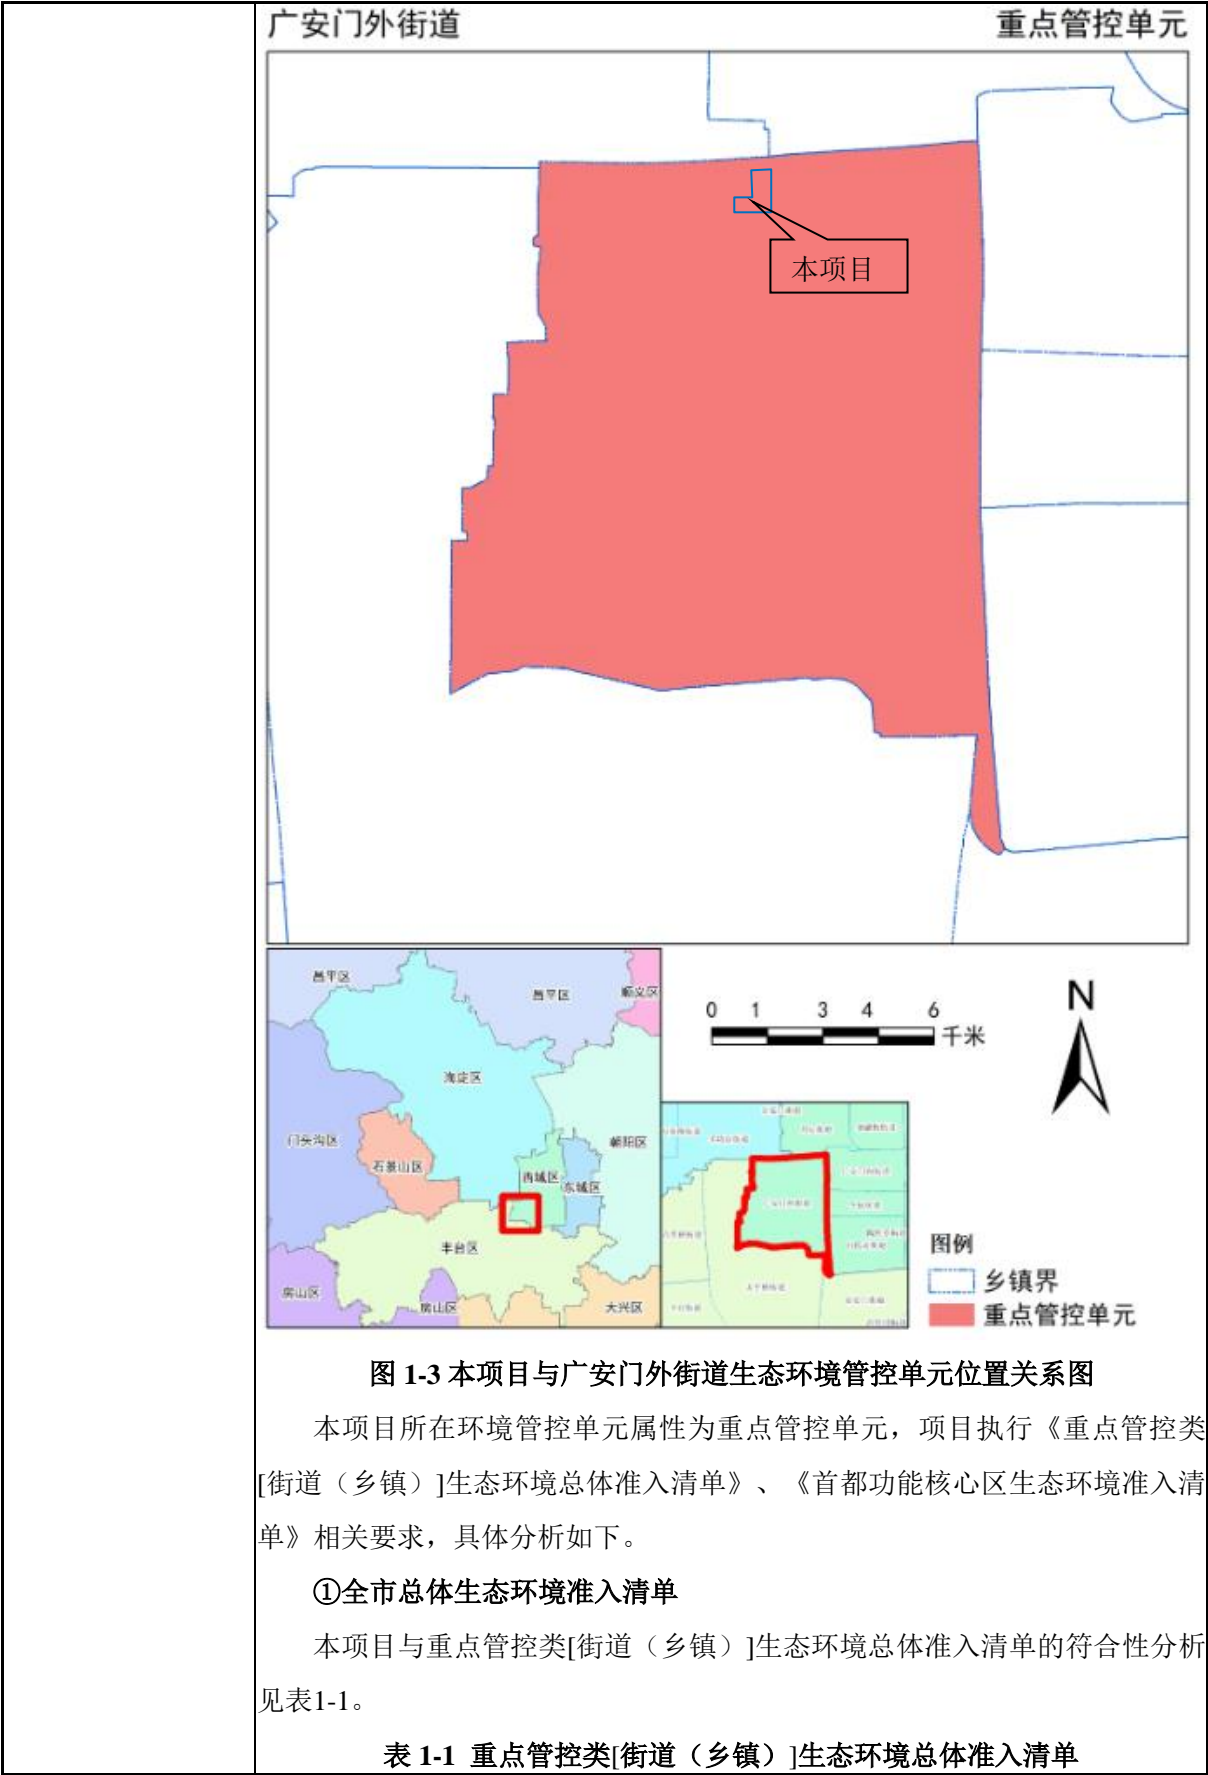 广安门外街道
重点管控单元
本项目
昌平区
昌平区
顺义区
海淀区
门头沟区
石景山区
朝阳区
西城区
东城区
丰台区
房山区
房山区
大兴区
0 1 3 4 6
千米
N
广安门外街道
图例
乡镇界
重点管控单元
图 1-3 本项目与广安门外街道生态环境管控单元位置关系图
本项目所在环境管控单元属性为重点管控单元，项目执行《重点管控类
[街道（乡镇）]生态环境总体准入清单》、《首都功能核心区生态环境准入清
单》相关要求，具体分析如下。
①全市总体生态环境准入清单
本项目与重点管控类[街道（乡镇）]生态环境总体准入清单的符合性分析
见表1-1。
表 1-1 重点管控类[街道（乡镇）]生态环境总体准入清单